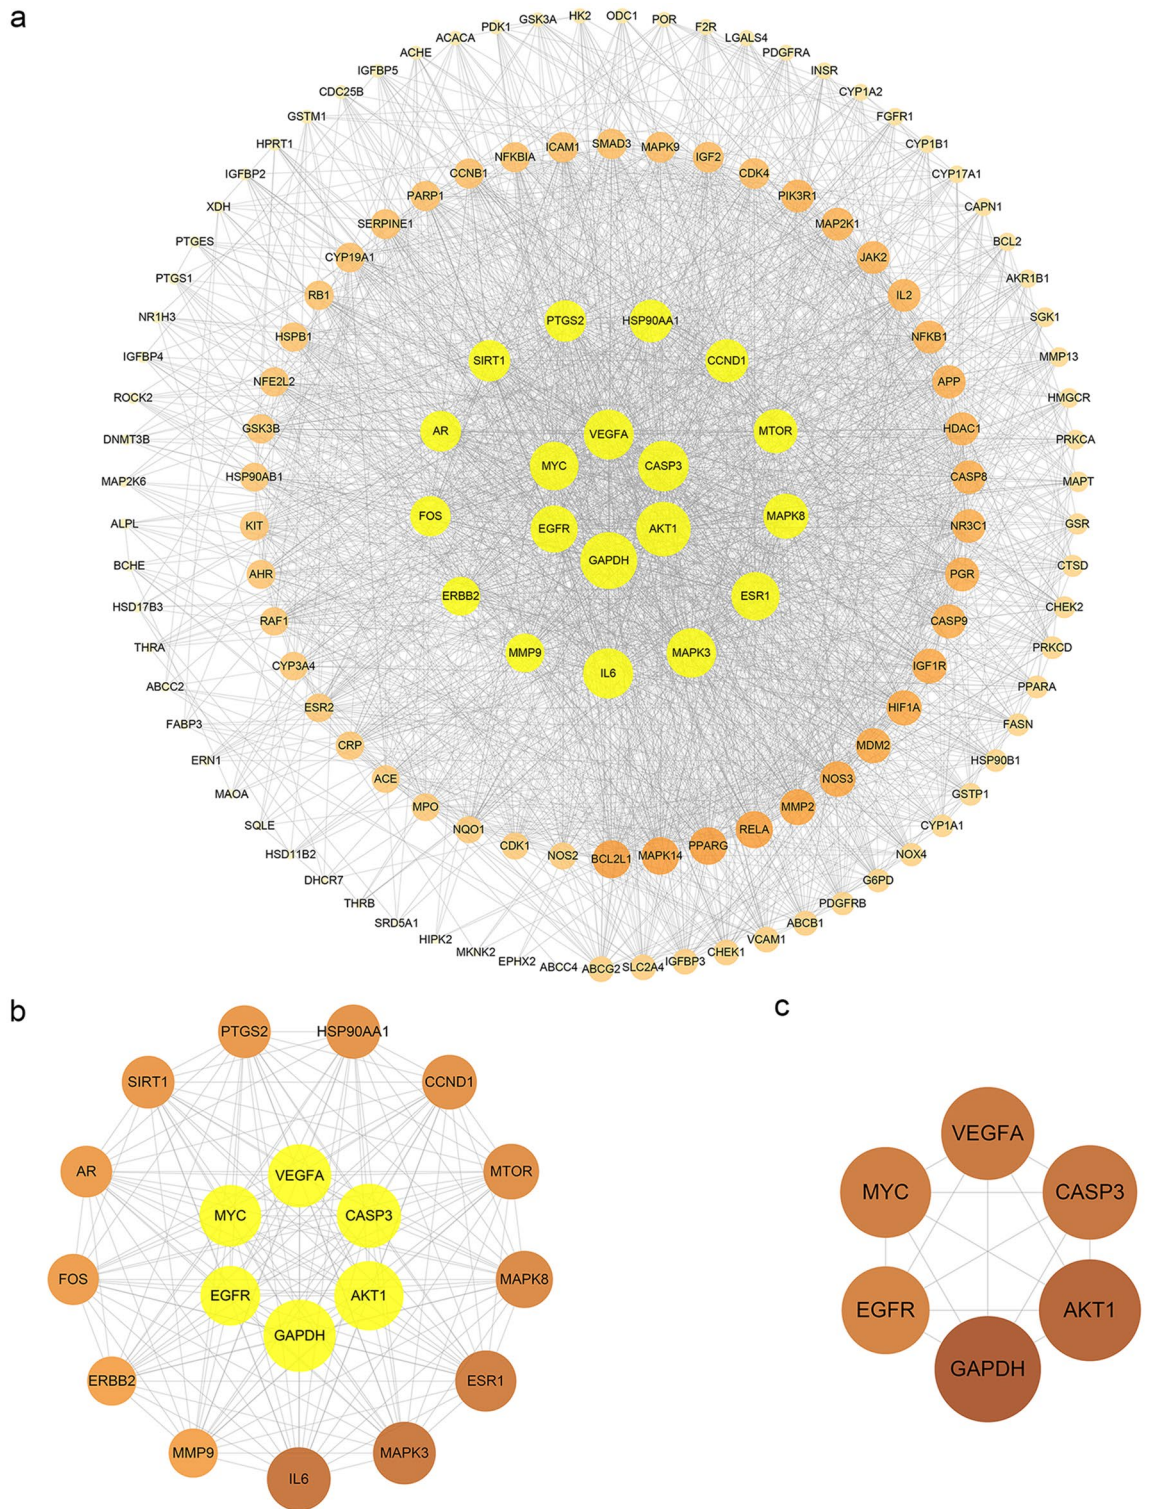 a
PDK1
GSK3A
HK2
ODC1
POR
F2R
LGALS4
PDGFRA
INSR
CYP1A2
FGFR1
CYP1B1
CYP17A1
CAPN1
BCL2
AKR1B1
SGK1
MMP13
HMGCR
PRKCA
MAPT
GSR
CTSD
CHEK2
PRKCD
PPARA
FASN
HSP90B1
GSTP1
CYP1A1
NOX4
G6PD
PDGFRB
ABCB1
VCAM1
CHEK1
IGFBP3
SLC2A4
ABCG2
ABCC4
EPHX2
MKNK2
HIPK2
SRD5A1
THRB
DHCR7
HSD11B2
SQLE
MAOA
ERN1
FABP3
ABCC2
THRA
HSD17B3
BCHE
ALPL
MAP2K6
DNMT3B
ROCK2
IGFBP4
NR1H3
PTGS1
PTGES
XDH
IGFBP2
HPRT1
GSTM1
CDC25B
IGFBP5
ACHE
ACACA
SMAD3
MAPK9
IGF2
CDK4
PIK3R1
MAP2K1
JAK2
IL2
NFKB1
APP
HDAC1
CASP8
NR3C1
PGR
CASP9
IGF1R
HIF1A
MDM2
NOS3
MMP2
RELA
PPARG
MAPK14
BCL2L1
NOS2
CDK1
NQO1
MPO
ACE
CRP
ESR2
CYP3A4
RAF1
AHR
KIT
HSP90AB1
GSK3B
NFE2L2
HSPB1
RB1
CYP19A1
SERPINE1
PARP1
CCNB1
NFKBIA
ICAM1
PTGS2
HSP90AA1
CCND1
MTOR
MAPK8
ESR1
MAPK3
IL6
MMP9
ERBB2
FOS
AR
SIRT1
VEGFA
CASP3
AKT1
GAPDH
EGFR
MYC
b
PTGS2
HSP90AA1
CCND1
MTOR
MAPK8
ESR1
MAPK3
IL6
MMP9
ERBB2
FOS
AR
SIRT1
VEGFA
CASP3
AKT1
GAPDH
EGFR
MYC
c
VEGFA
CASP3
AKT1
GAPDH
EGFR
MYC